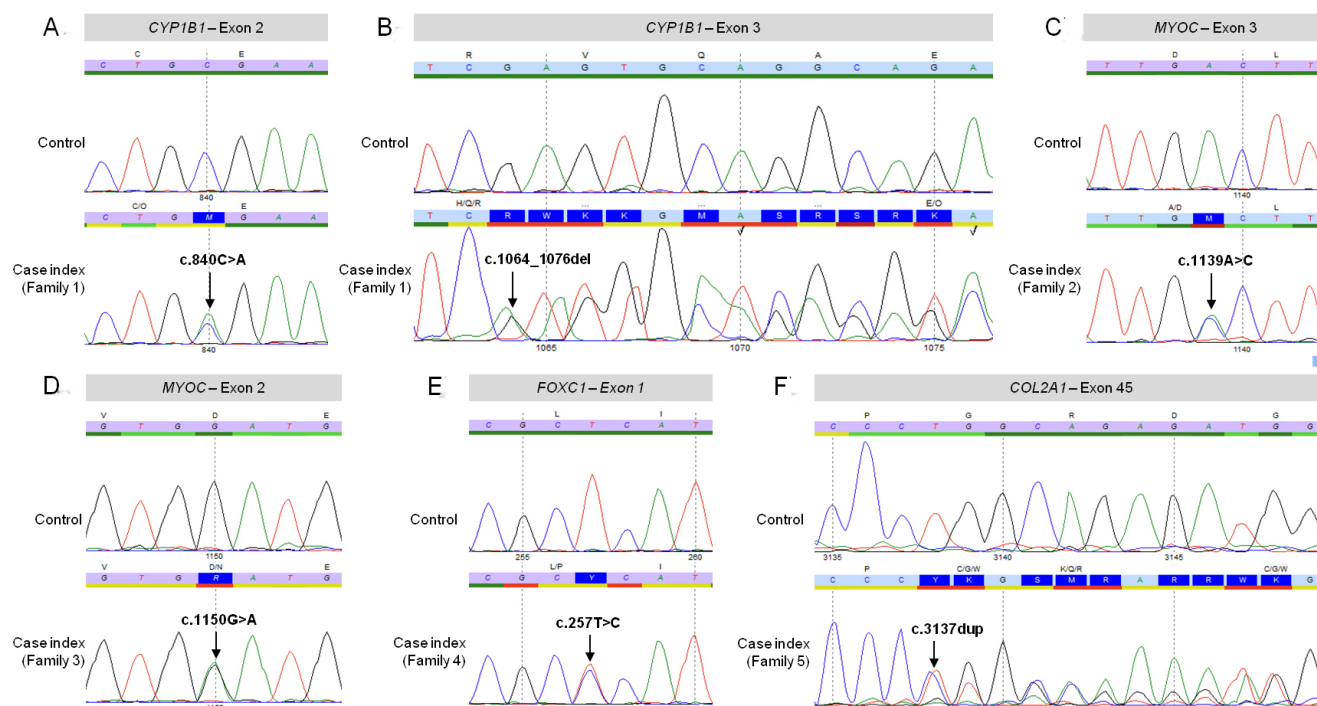 A
CYP1B1 – Exon 2
C E
C T G C G A A
Control
840
C/O E
C T G M G A A
c.840C>A
Case index
(Family 1)
840
B
CYP1B1 – Exon 3
R V Q A E
T C G A G T G C A G G C A G A
Control
H/Q/R ... ... ... E/O
T C R W K K G M A S R S R K A
c.1064_1076del
Case index
(Family 1)
1065 1070 1075
C
MYOC – Exon 3
D L
T T G A C T T
Control
1140
A/D L
T T G M C T T
c.1139A>C
Case index
(Family 2)
1140
D
MYOC – Exon 2
V D E
G T G G A T G
Control
1150
V D/N E
G T G R A T G
c.1150G>A
Case index
(Family 3)
E
FOXC1 – Exon 1
L I
C G C T C A T
Control
255 260
L/P I
C G C Y C A T
c.257T>C
Case index
(Family 4)
F
COL2A1 – Exon 45
P G R D G
C C C T G G C A G A G A T G G
Control
3135 3140 3145
P C/G/W K/Q/R C/G/W
C C C Y K G S M R A R R W K G
c.3137dup
Case index
(Family 5)